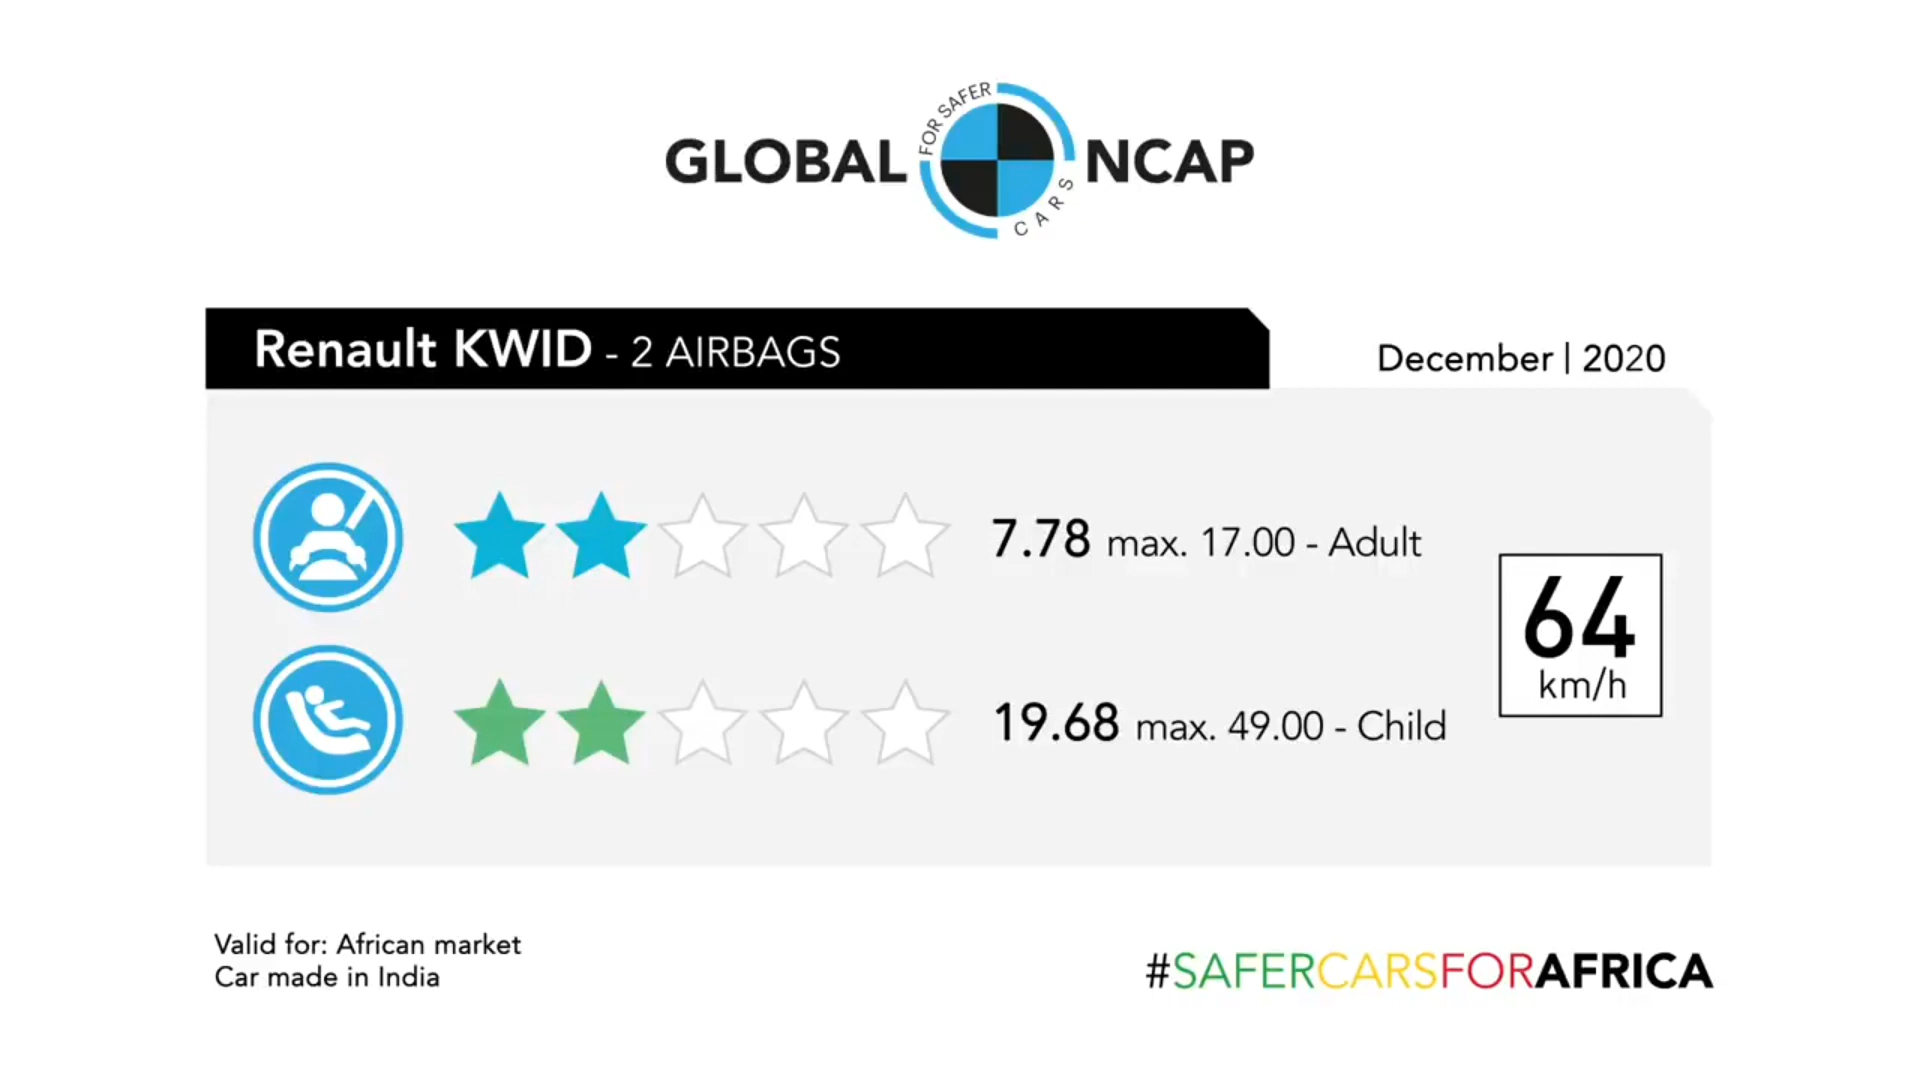 GLOBAL FOR SAFER CARS NCAP
Renault KWID - 2 AIRBAGS
December | 2020
7.78 max. 17.00 - Adult
19.68 max. 49.00 - Child
64
km/h
Valid for: African market
Car made in India
#SAFERCARSFORAFRICA